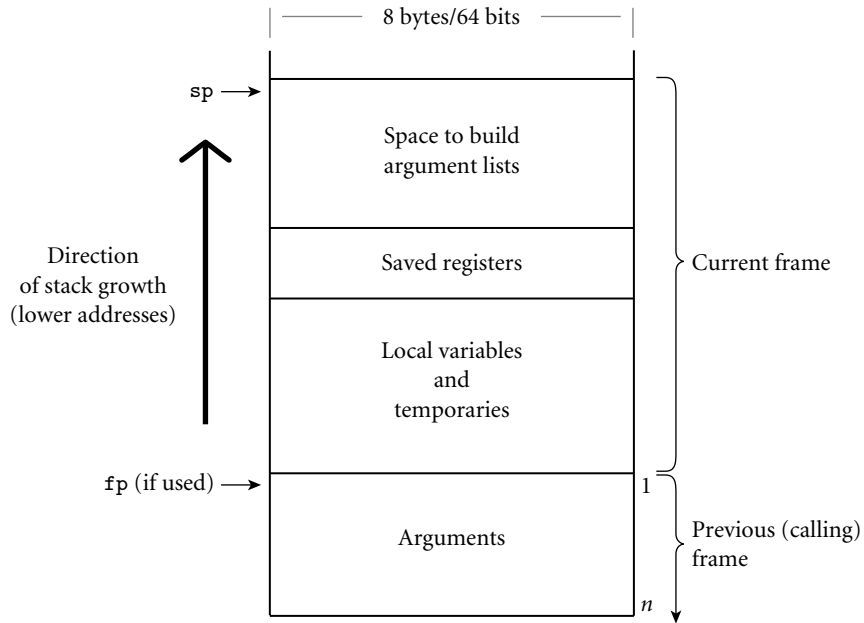 8 bytes/64 bits
sp
Space to build
argument lists
Direction
of stack growth
(lower addresses)
Saved registers
Current frame
Local variables
and
temporaries
fp (if used)
1
Arguments
Previous (calling)
frame
n